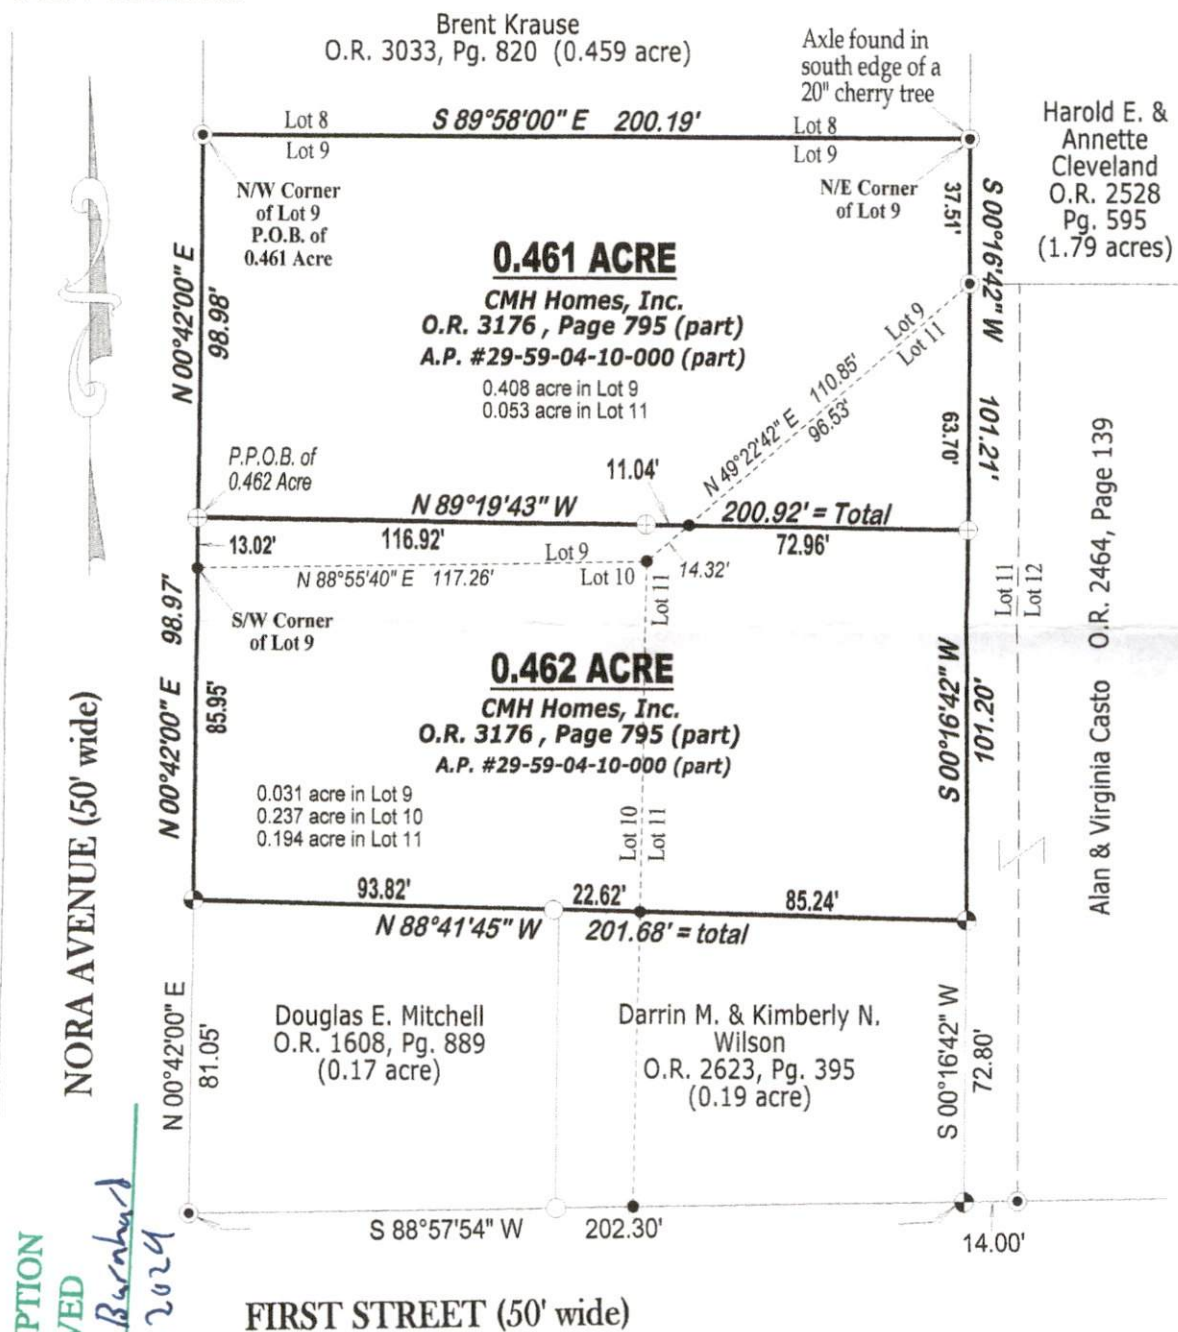 Brent Krause
O.R. 3033, Pg. 820 (0.459 acre)
Axle found in
south edge of a
20" cherry tree
Harold E. &
Annette
Cleveland
O.R. 2528
Pg. 595
(1.79 acres)
Lot 8
S 89°58'00" E 200.19'
Lot 8
Lot 9
Lot 9
N/W Corner
of Lot 9
P.O.B. of
0.461 Acre
N/E Corner
of Lot 9
37.51'
S 00°16'42" W 101.21'
N 00°42'00" E
98.98'
0.461 ACRE
CMH Homes, Inc.
O.R. 3176 , Page 795 (part)
A.P. #29-59-04-10-000 (part)
0.408 acre in Lot 9
0.053 acre in Lot 11
Lot 9
Lot 11
N 49°22'42" E 110.85'
96.53'
63.70'
P.P.O.B. of
0.462 Acre
11.04'
N 89°19'43" W
200.92' = Total
13.02'
116.92'
72.96'
Lot 9
N 88°55'40" E 117.26'
Lot 10
14.32'
Lot 11
Lot 11
Lot 12
S/W Corner
of Lot 9
Alan & Virginia Casto O.R. 2464, Page 139
N 00°42'00" E 98.97'
85.95'
0.462 ACRE
CMH Homes, Inc.
O.R. 3176 , Page 795 (part)
A.P. #29-59-04-10-000 (part)
S 00°16'42" W
101.20'
0.031 acre in Lot 9
0.237 acre in Lot 10
0.194 acre in Lot 11
Lot 10
Lot 11
93.82'
22.62'
85.24'
N 88°41'45" W 201.68' = total
NORA AVENUE (50' wide)
N 00°42'00" E
81.05'
Douglas E. Mitchell
O.R. 1608, Pg. 889
(0.17 acre)
Darrin M. & Kimberly N.
Wilson
O.R. 2623, Pg. 395
(0.19 acre)
S 00°16'42" W
72.80'
S 88°57'54" W 202.30'
14.00'
PTION
VED
2024
FIRST STREET (50' wide)